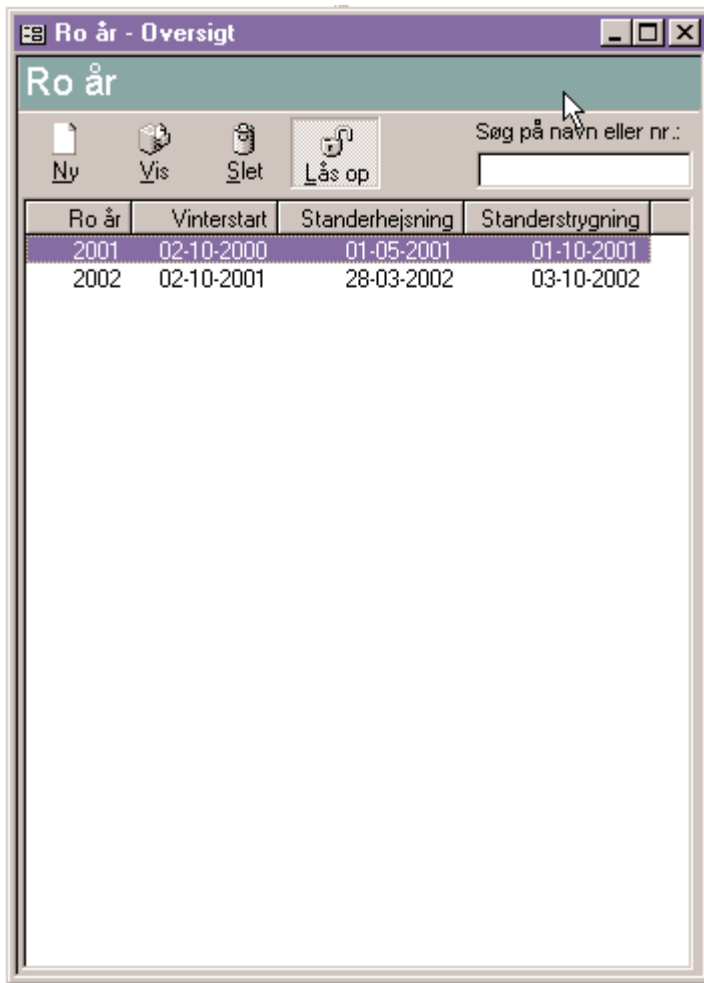 Ro år - Oversigt
Ro år
Søg på navn eller nr.:
Ny Vis Slet Lås op
Ro år Vinterstart Standerhejsning Standerstrygning
2001 02-10-2000 01-05-2001 01-10-2001
2002 02-10-2001 28-03-2002 03-10-2002